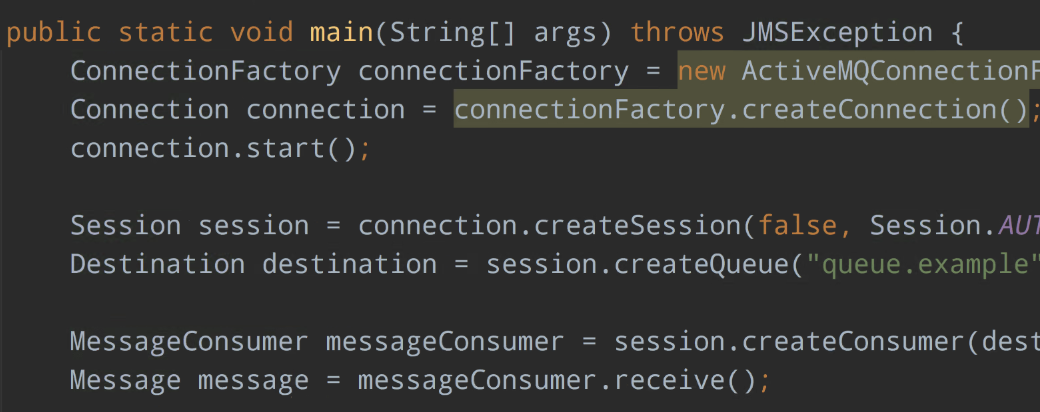 public static void main(String[] args) throws JMSException {
ConnectionFactory connectionFactory = new ActiveMQConnectionF
Connection connection = connectionFactory.createConnection();
connection.start();
Session session = connection.createSession(false, Session.AUT
Destination destination = session.createQueue("queue.example"
MessageConsumer messageConsumer = session.createConsumer(dest
Message message = messageConsumer.receive();